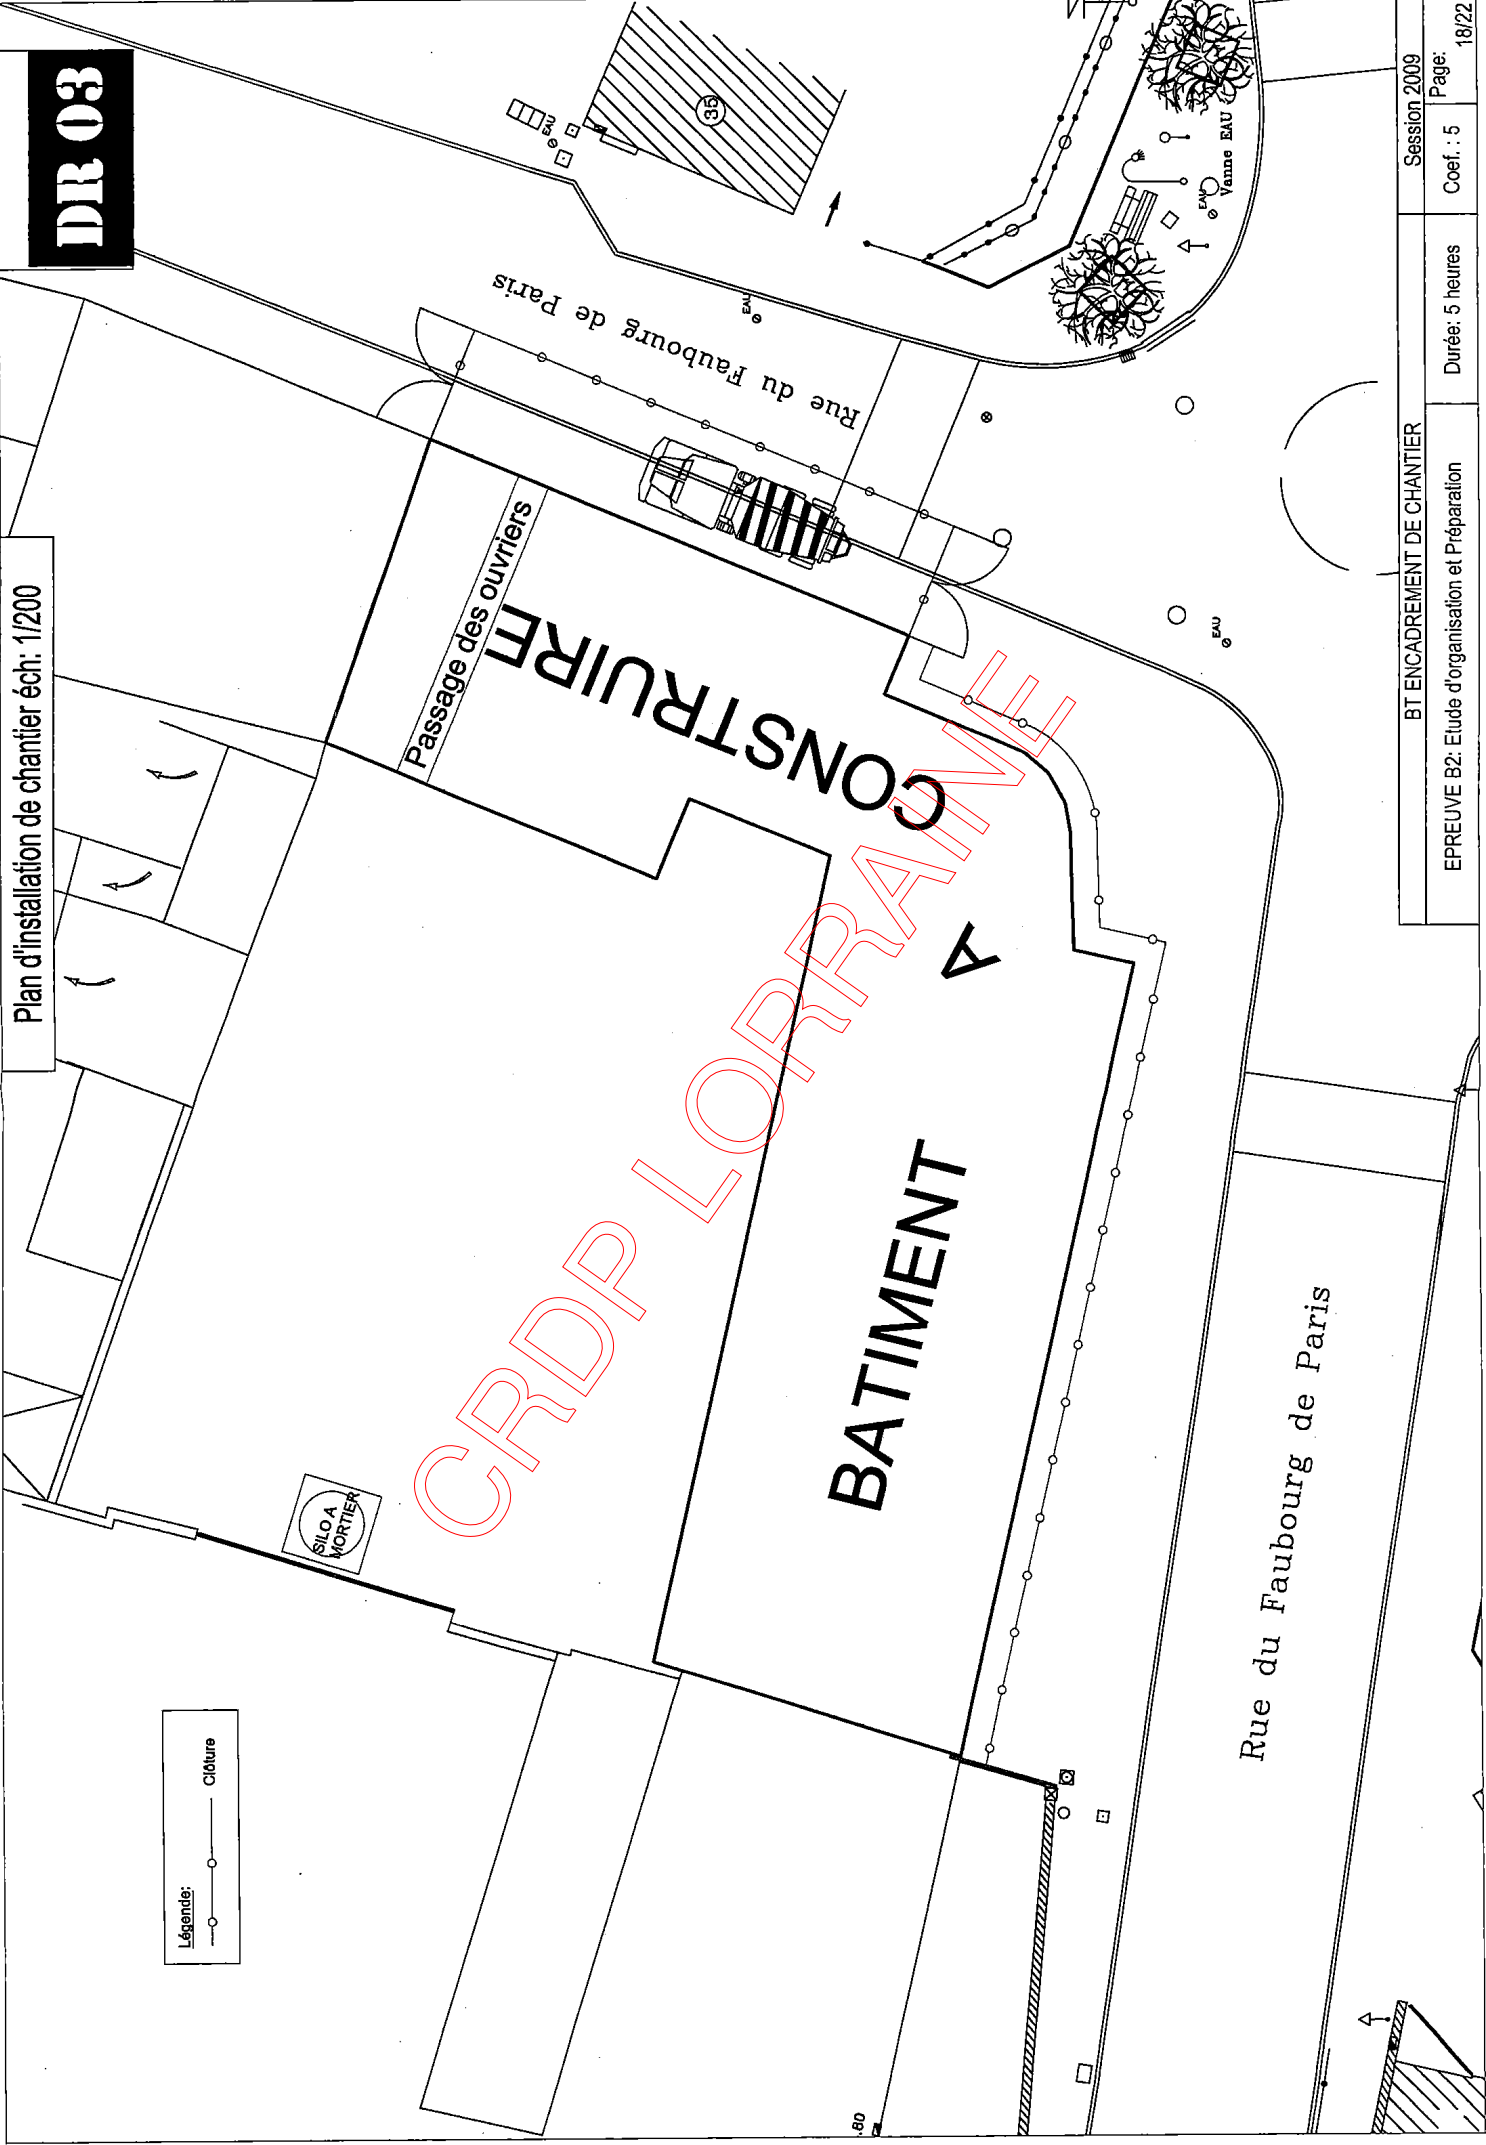 DR 03
Plan d'installation de chantier éch: 1/200
35
EAU
Rue du Faubourg de Paris
EAU
EAU
Vanne EAU
Passage des ouvriers
BATIMENT
A
CONSTRUIRE
CRDP LORRAINE
SILO A
MORTIER
EAU
Rue du Faubourg de Paris
Légende:
Clôture
.80
BT ENCADREMENT DE CHANTIER
Session 2009
EPREUVE B2: Etude d'organisation et Préparation
Durée: 5 heures
Coef. : 5
Page:
18/22